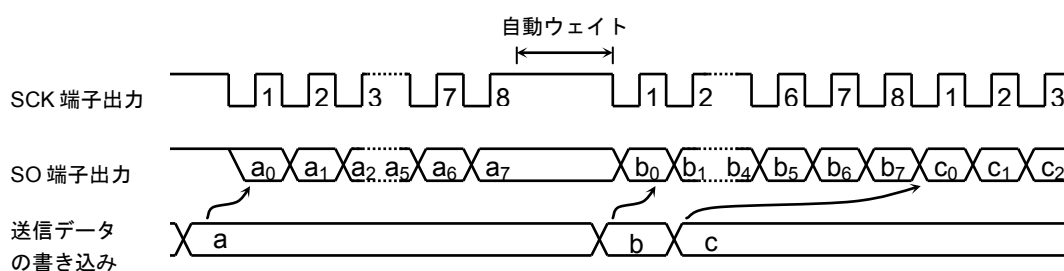 自動ウェイト
SCK 端子出力 1 2 3 7 8 1 2 6 7 8 1 2 3
SO 端子出力 a0 a1 a2 a5 a6 a7 b0 b1 b4 b5 b6 b7 c0 c1 c2
送信データ
の書き込み a b c